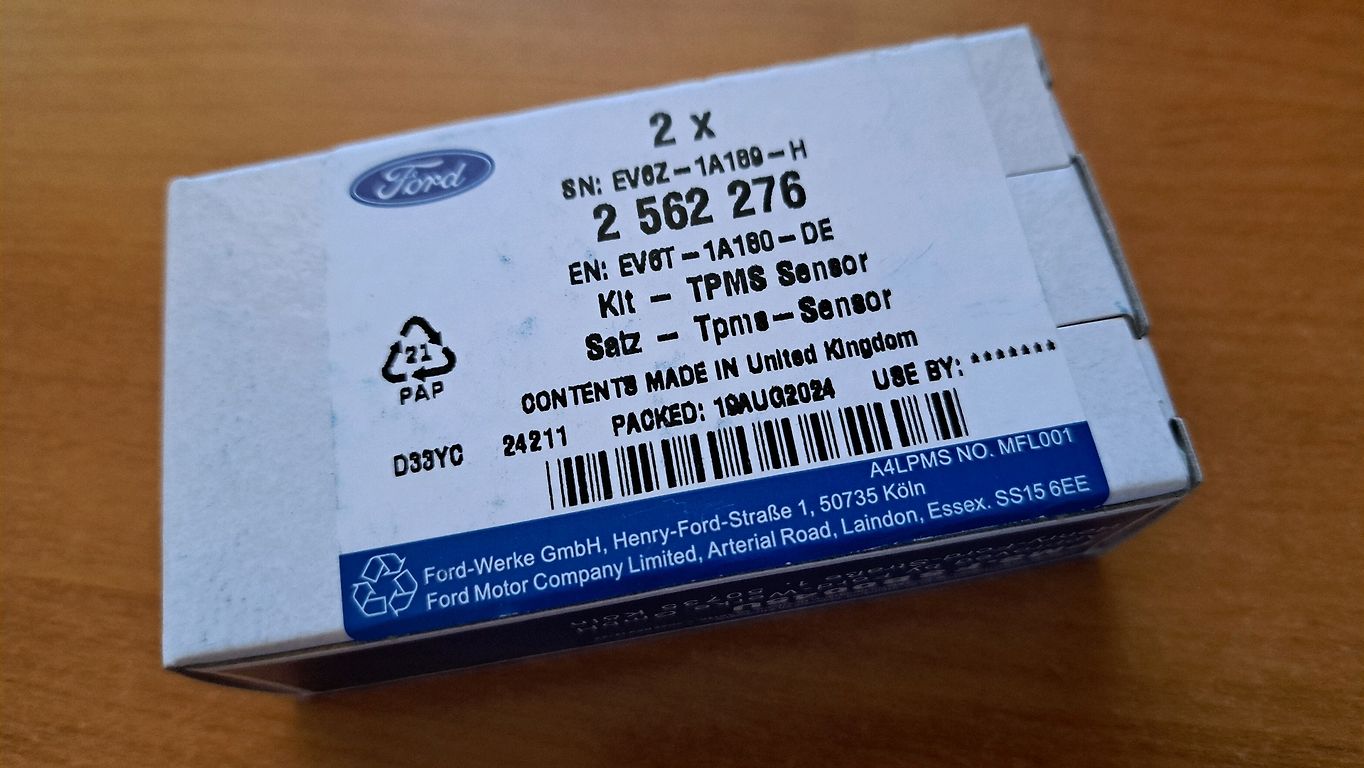 Ford
2 x
SN: EV6Z-1A189-H
2 562 276
EN: EV6T-1A180-DE
Kit - TPMS Sensor
Satz - Tpms-Sensor
CONTENTS MADE IN United Kingdom
PACKED: 19AUG2024 USE BY: *******
D33YC 24211
21
PAP
A4LPMS NO. MFL001
Ford-Werke GmbH, Henry-Ford-Straße 1, 50735 Köln
Ford Motor Company Limited, Arterial Road, Laindon, Essex. SS15 6EE